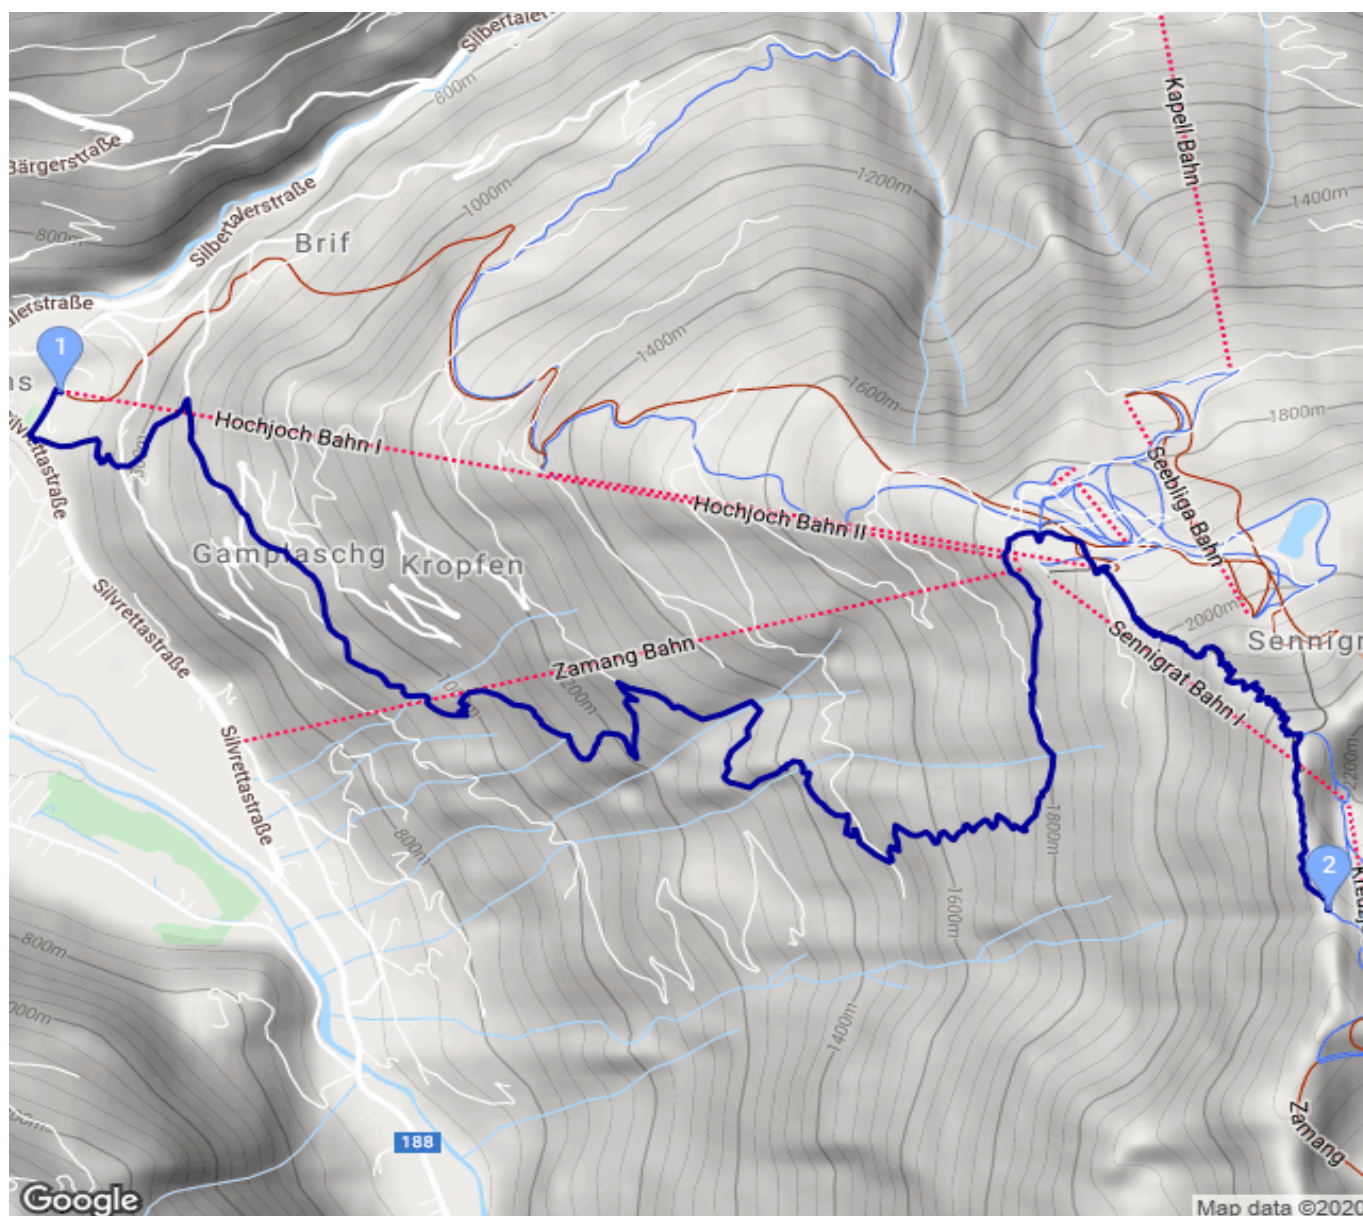 Silbertaler
800m
Bärgerstraße
Kapell Bahn
1200m
1400m
1000m
Silbertalerstraße
Brif
800m
alerstraße
1
1400m
1600m
1800m
Hochjoch Bahn I
Silvrettastraße
Seebliga Bahn
Hochjoch Bahn II
Gamplaschg
Kropfen
Silvrettastraße
2000m
Sennigr
Zamang Bahn
Sennigrat Bahn I
1200m
Silvrettastraße
2200m
800m
1800m
2
1600m
800m
1400m
188
Zamang
Google
Map data ©2020